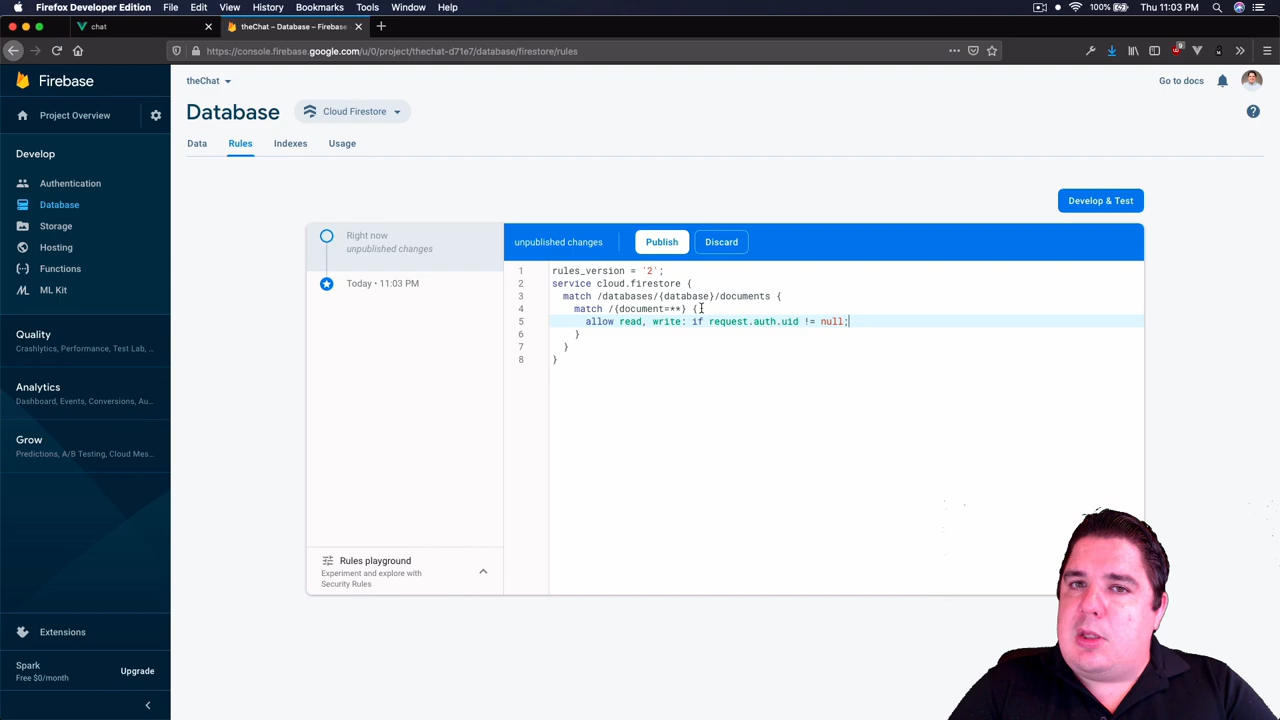 Firefox Developer Edition File Edit View History Bookmarks Tools Window Help 100% Thu 11:03 PM
chat
theChat – Database – Firebase
https://console.firebase.google.com/u/0/project/thechat-d71e7/database/firestore/rules
9
Firebase
theChat
Go to docs
Project Overview
Database
Cloud Firestore
Develop
Data Rules Indexes Usage
Authentication
Database
Storage
Hosting
Functions
ML Kit
Develop & Test
Right now
unpublished changes
Today • 11:03 PM
unpublished changes Publish Discard
1 rules_version = '2';
2 service cloud.firestore {
3 match /databases/{database}/documents {
4 match /{document=**} {
5 allow read, write: if request.auth.uid != null;
6 }
7 }
8 }
Quality
Crashlytics, Performance, Test Lab, …
Analytics
Dashboard, Events, Conversions, Au…
Grow
Predictions, A/B Testing, Cloud Mes…
Rules playground
Experiment and explore with
Security Rules
Extensions
Spark
Free $0/month
Upgrade